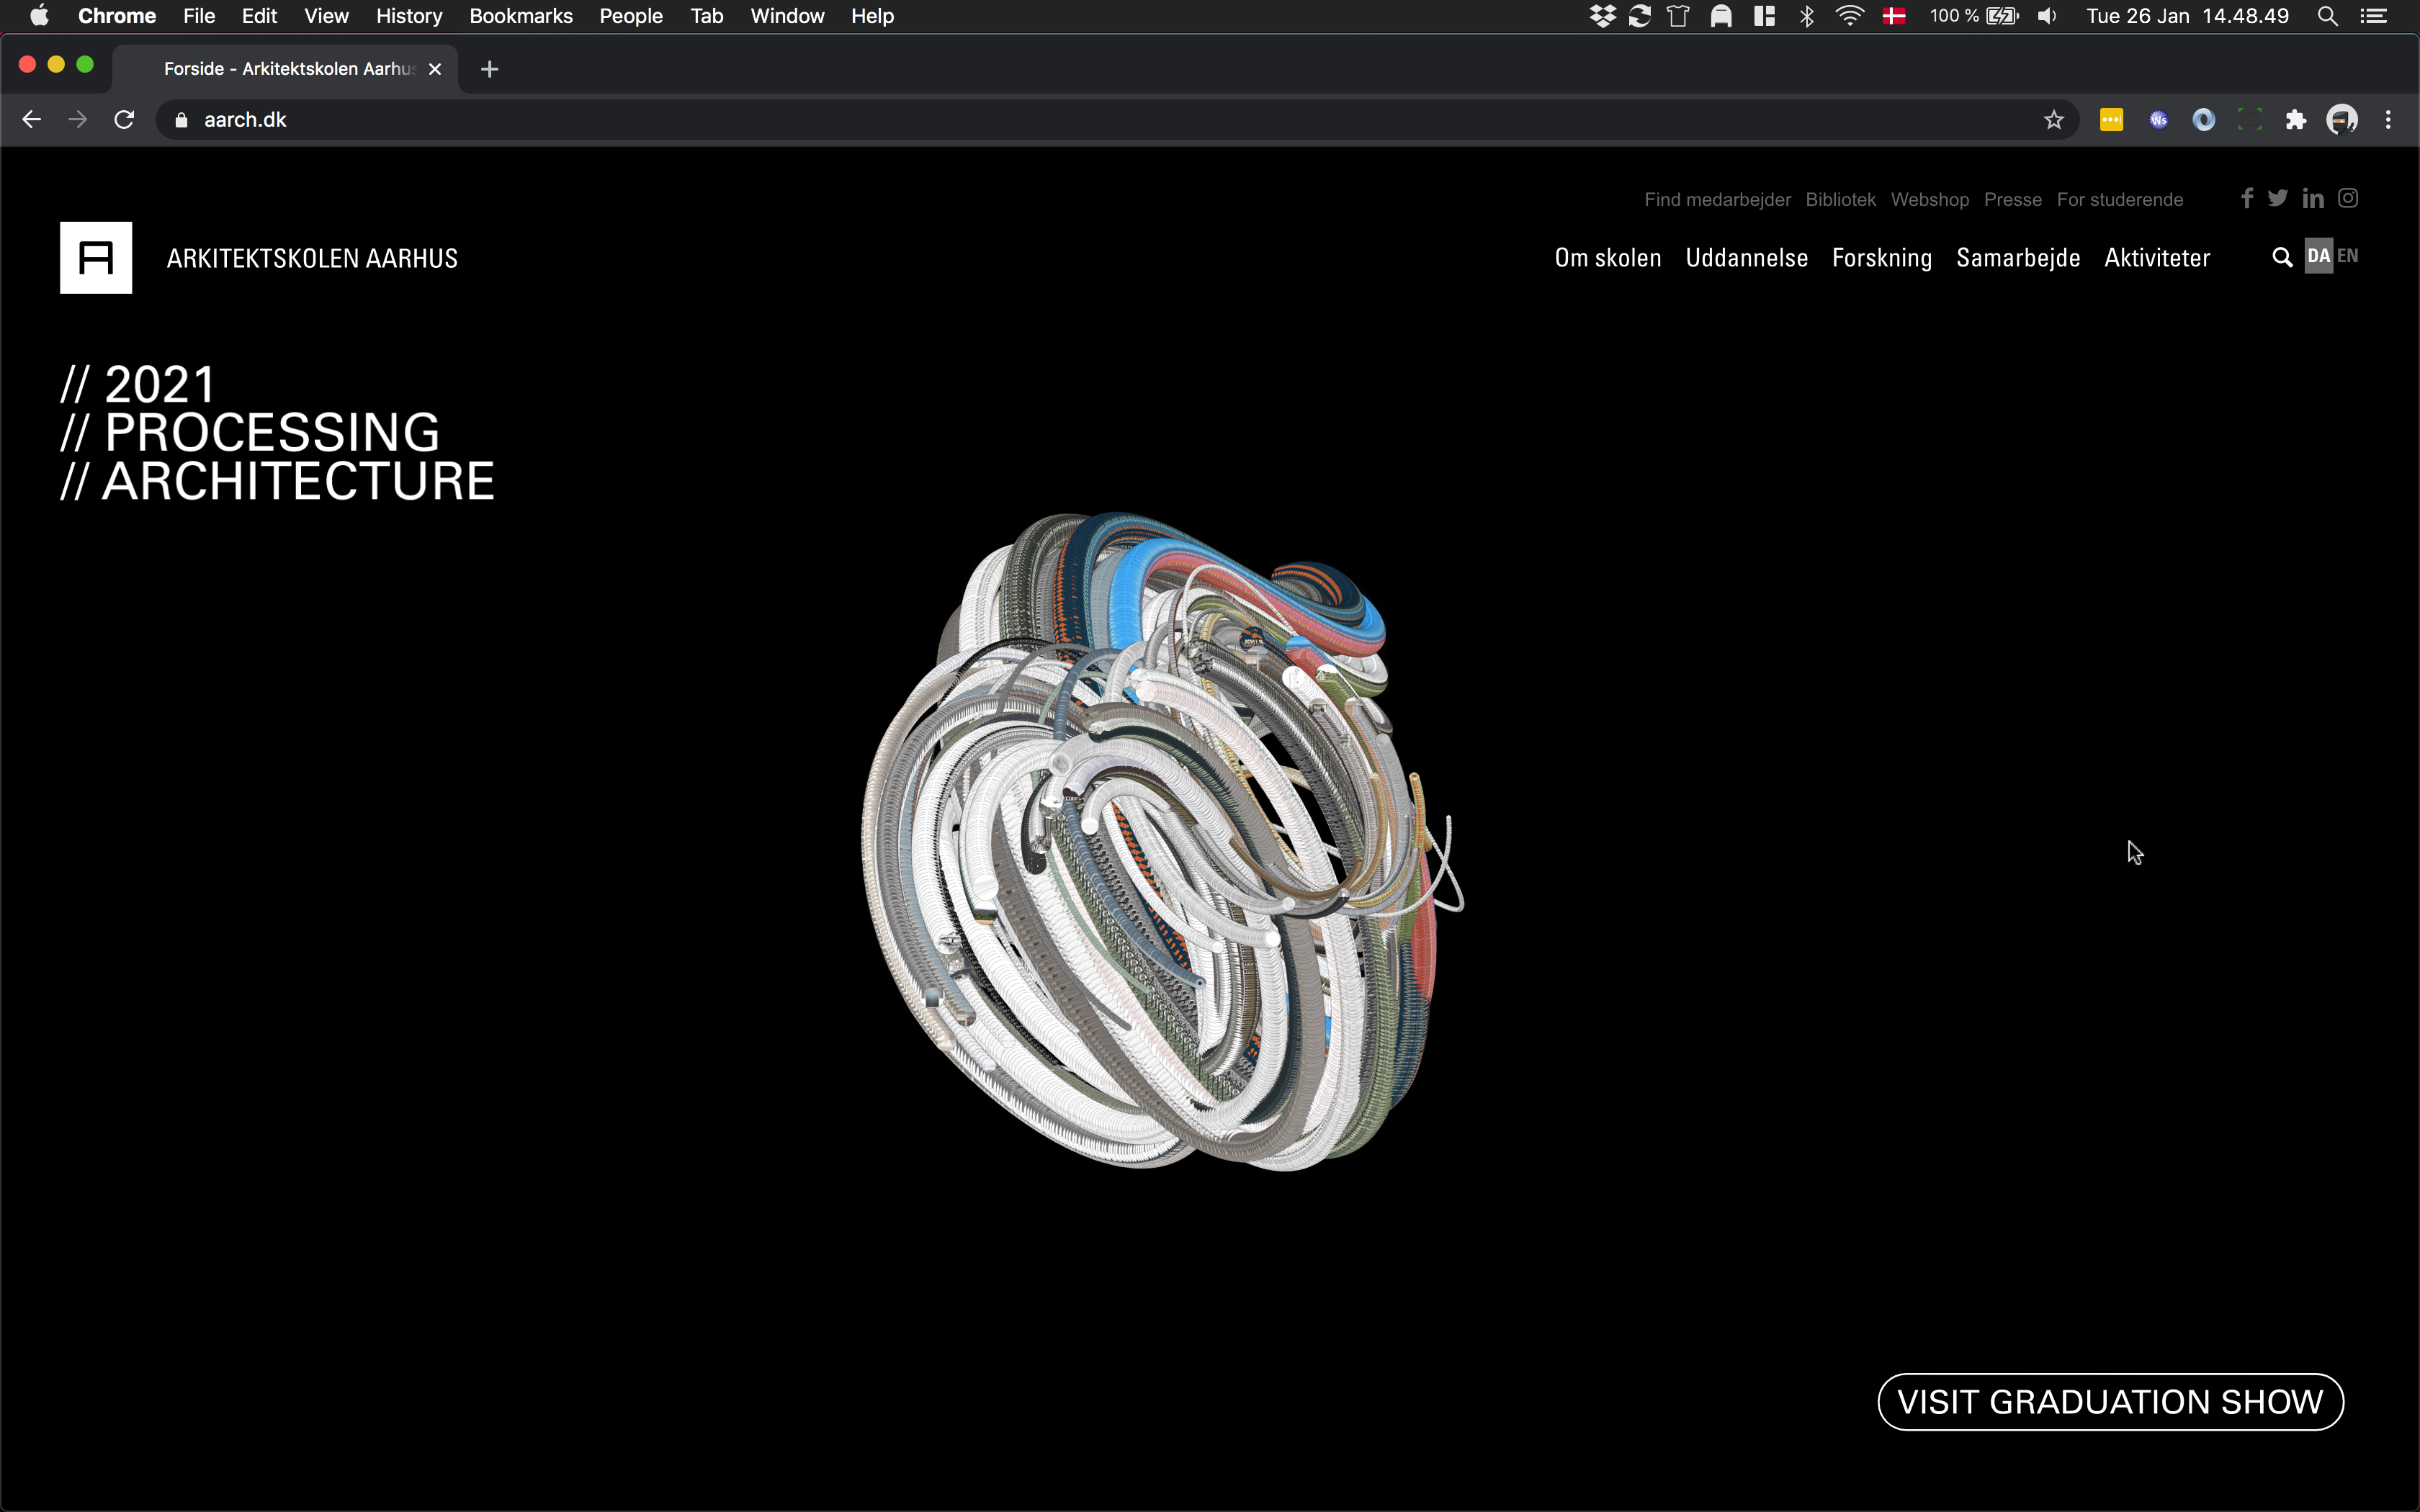 Chrome File Edit View History Bookmarks People Tab Window Help 100 % Tue 26 Jan 14.48.49
Forside - Arkitektskolen Aarhus
aarch.dk
Ws
Find medarbejder Bibliotek Webshop Presse For studerende
A ARKITEKTSKOLEN AARHUS
Om skolen Uddannelse Forskning Samarbejde Aktiviteter DA EN
// 2021
// PROCESSING
// ARCHITECTURE
VISIT GRADUATION SHOW